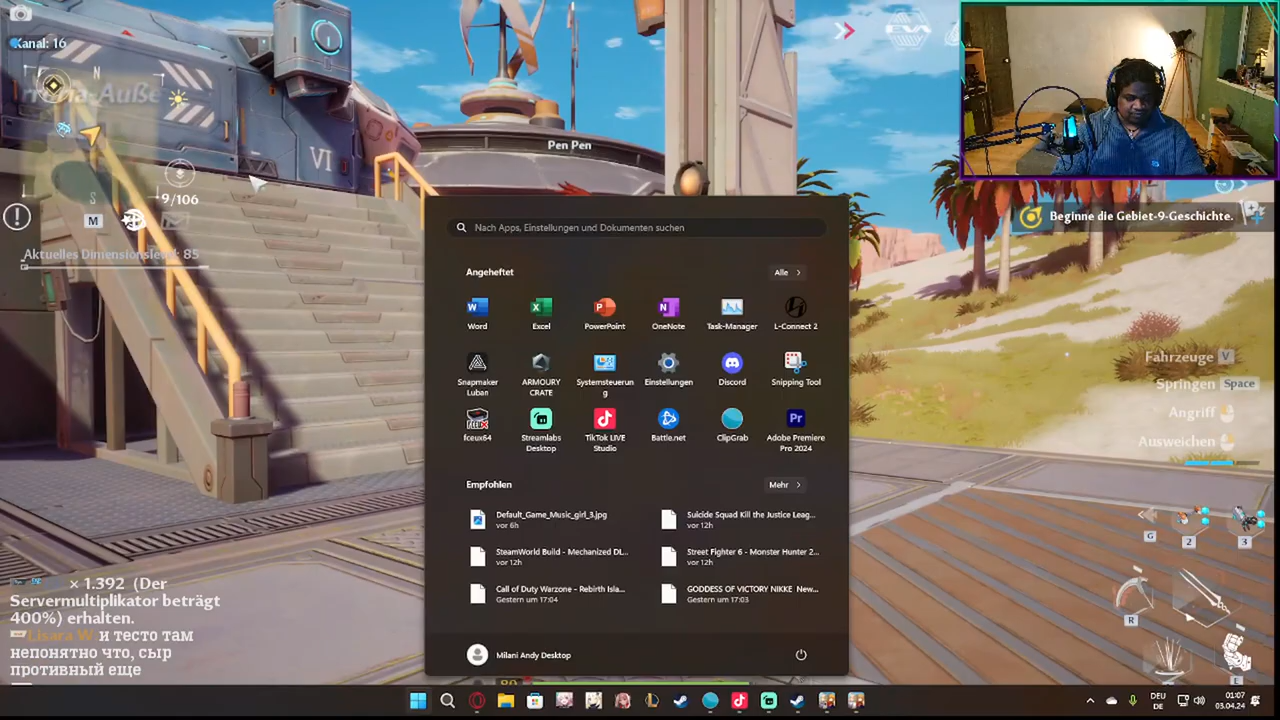 Kanal: 16
N
S
9/106
M
Aktuelles Dimensionslevel: 85
VI
Pen Pen
Beginne die Gebiet-9-Geschichte.
Fahrzeuge V
Springen Space
Angriff
Ausweichen
G
2
3
R
E
Nach Apps, Einstellungen und Dokumenten suchen
Angeheftet
Alle
Word
Excel
PowerPoint
OneNote
Task-Manager
L-Connect 2
Snapmaker
Luban
ARMOURY
CRATE
Systemsteuerun
g
Einstellungen
Discord
Snipping Tool
fceux64
Streamlabs
Desktop
TikTok LIVE
Studio
Battle.net
ClipGrab
Adobe Premiere
Pro 2024
Empfohlen
Mehr
Default_Game_Music_girl_3.jpg
vor 6h
Suicide Squad Kill the Justice Leag...
vor 12h
SteamWorld Build - Mechanized DL...
vor 12h
Street Fighter 6 - Monster Hunter 2...
vor 12h
Call of Duty Warzone - Rebirth Isla...
Gestern um 17:04
GODDESS OF VICTORY NIKKE New...
Gestern um 17:03
Milani Andy Desktop
× 1.392 (Der
Servermultiplikator beträgt
400%) erhalten.
Lisara W и тесто там
непонятно что, сыр
противный еще
DEU
DE
01:07
03.04.24